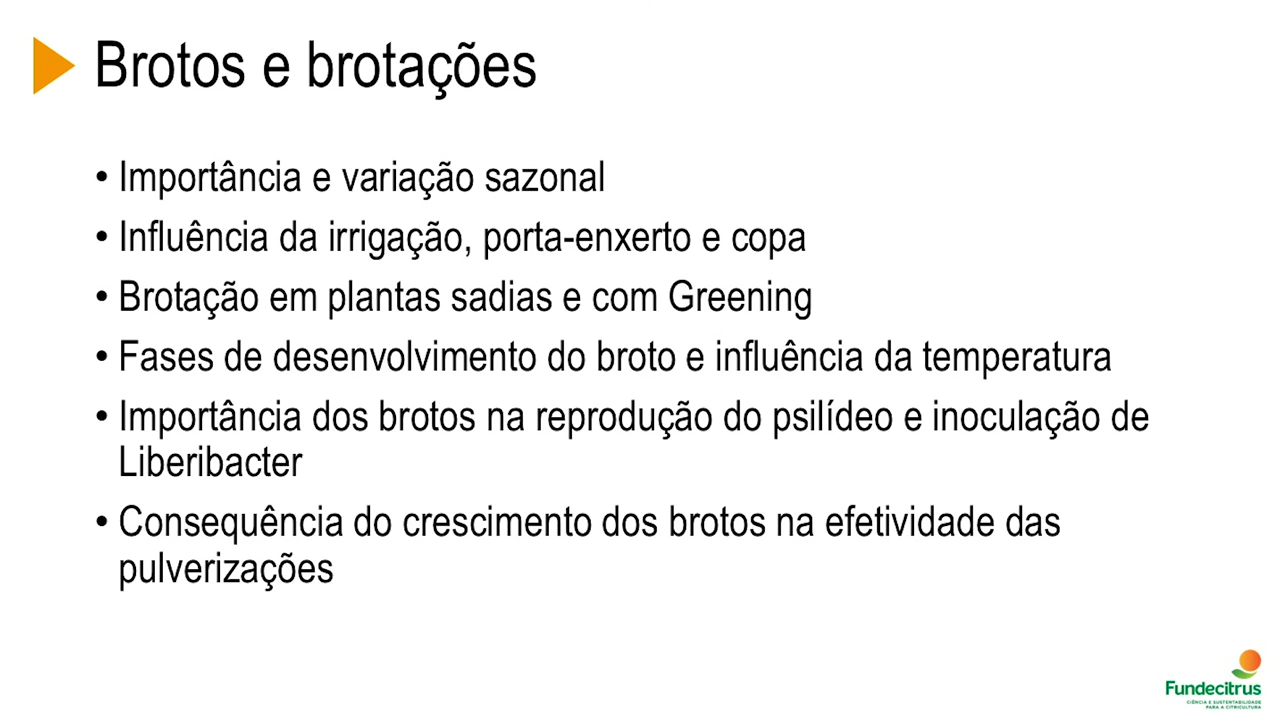 Brotos e brotações
• Importância e variação sazonal
• Influência da irrigação, porta-enxerto e copa
• Brotação em plantas sadias e com Greening
• Fases de desenvolvimento do broto e influência da temperatura
• Importância dos brotos na reprodução do psilídeo e inoculação de
Liberibacter
• Consequência do crescimento dos brotos na efetividade das
pulverizações
Fundecitrus
CIÊNCIA E SUSTENTABILIDADE
PARA A CITRICULTURA